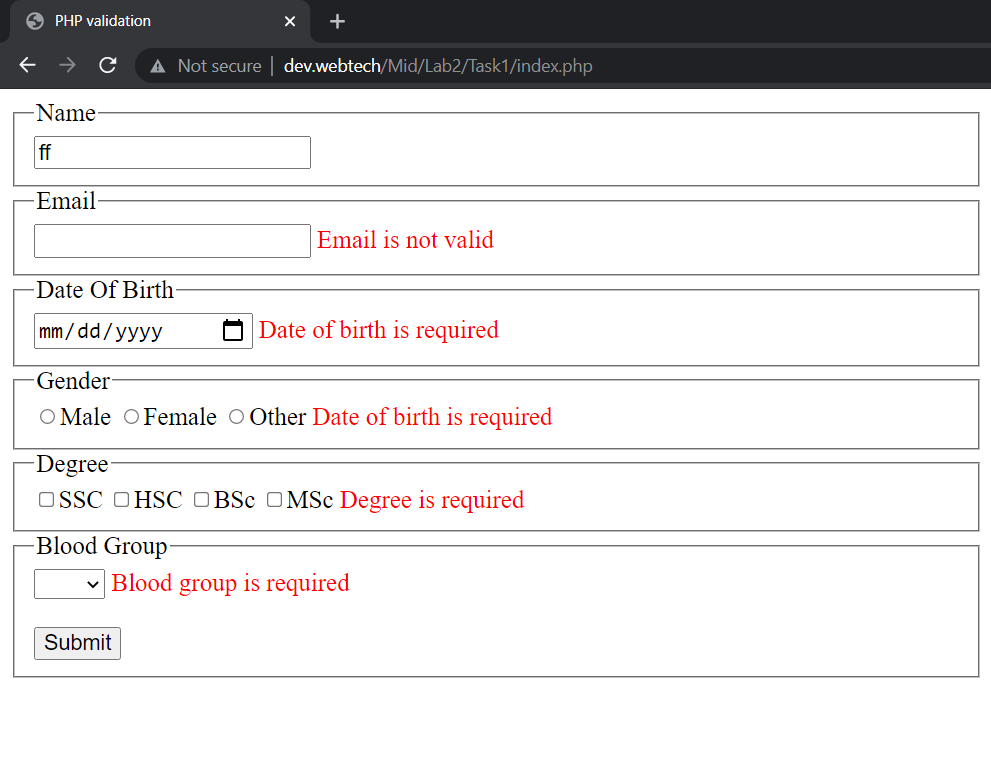 PHP validation
Not secure | dev.webtech/Mid/Lab2/Task1/index.php
Name
ff
Email
Email is not valid
Date Of Birth
mm/dd/yyyy Date of birth is required
Gender
Male Female Other Date of birth is required
Degree
SSC HSC BSc MSc Degree is required
Blood Group
Blood group is required
Submit